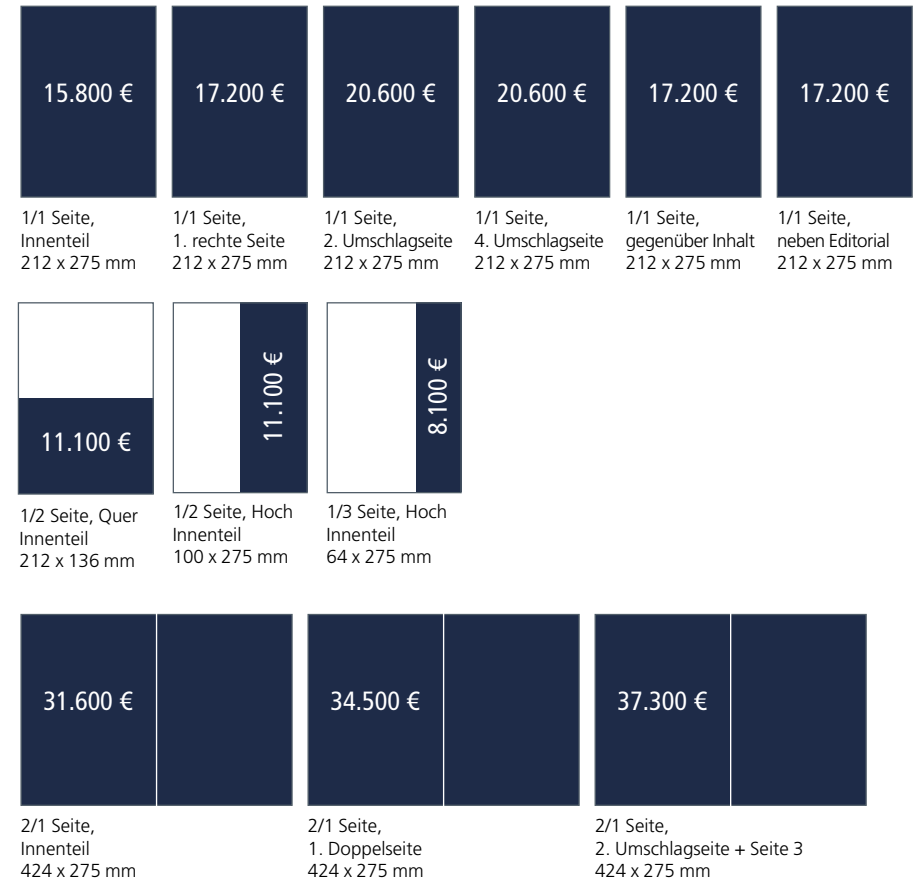 15.800 €
17.200 €
20.600 €
20.600 €
17.200 €
17.200 €
1/1 Seite,
Innenteil
212 x 275 mm
1/1 Seite,
1. rechte Seite
212 x 275 mm
1/1 Seite,
2. Umschlagseite
212 x 275 mm
1/1 Seite,
4. Umschlagseite
212 x 275 mm
1/1 Seite,
gegenüber Inhalt
212 x 275 mm
1/1 Seite,
neben Editorial
212 x 275 mm
11.100 €
11.100 €
8.100 €
1/2 Seite, Quer
Innenteil
212 x 136 mm
1/2 Seite, Hoch
Innenteil
100 x 275 mm
1/3 Seite, Hoch
Innenteil
64 x 275 mm
31.600 €
34.500 €
37.300 €
2/1 Seite,
Innenteil
424 x 275 mm
2/1 Seite,
1. Doppelseite
424 x 275 mm
2/1 Seite,
2. Umschlagseite + Seite 3
424 x 275 mm